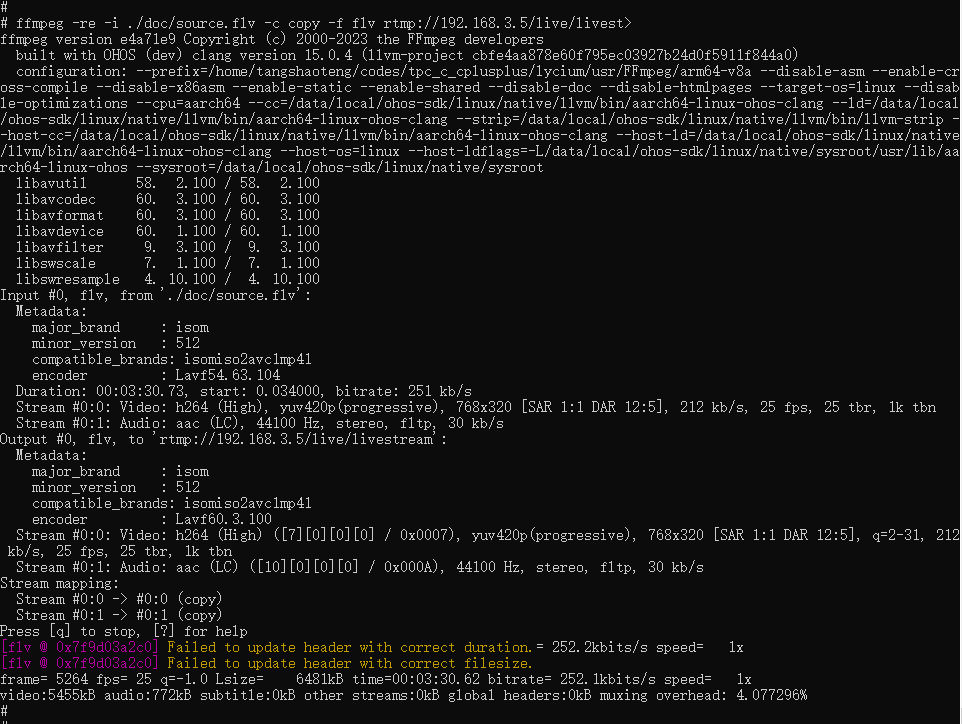 #
# ffmpeg -re -i ./doc/source.flv -c copy -f flv rtmp://192.168.3.5/live/livest>
ffmpeg version e4a71e9 Copyright (c) 2000-2023 the FFmpeg developers
  built with OHOS (dev) clang version 15.0.4 (llvm-project cbfe4aa878e60f795ec03927b24d0f5911f844a0)
  configuration: --prefix=/home/tangshaoteng/codes/tpc_c_cplusplus/lycium/usr/FFmpeg/arm64-v8a --disable-asm --enable-cr
oss-compile --disable-x86asm --enable-static --enable-shared --disable-doc --disable-htmlpages --target-os=linux --disab
le-optimizations --cpu=aarch64 --cc=/data/local/ohos-sdk/linux/native/llvm/bin/aarch64-linux-ohos-clang --ld=/data/local
/ohos-sdk/linux/native/llvm/bin/aarch64-linux-ohos-clang --strip=/data/local/ohos-sdk/linux/native/llvm/bin/llvm-strip -
-host-cc=/data/local/ohos-sdk/linux/native/llvm/bin/aarch64-linux-ohos-clang --host-ld=/data/local/ohos-sdk/linux/native
/llvm/bin/aarch64-linux-ohos-clang --host-os=linux --host-ldflags=-L/data/local/ohos-sdk/linux/native/sysroot/usr/lib/aa
rch64-linux-ohos --sysroot=/data/local/ohos-sdk/linux/native/sysroot
  libavutil      58.  2.100 / 58.  2.100
  libavcodec     60.  3.100 / 60.  3.100
  libavformat    60.  3.100 / 60.  3.100
  libavdevice    60.  1.100 / 60.  1.100
  libavfilter     9.  3.100 /  9.  3.100
  libswscale      7.  1.100 /  7.  1.100
  libswresample   4. 10.100 /  4. 10.100
Input #0, flv, from './doc/source.flv':
  Metadata:
    major_brand     : isom
    minor_version   : 512
    compatible_brands: isomiso2avc1mp41
    encoder         : Lavf54.63.104
  Duration: 00:03:30.73, start: 0.034000, bitrate: 251 kb/s
  Stream #0:0: Video: h264 (High), yuv420p(progressive), 768x320 [SAR 1:1 DAR 12:5], 212 kb/s, 25 fps, 25 tbr, 1k tbn
  Stream #0:1: Audio: aac (LC), 44100 Hz, stereo, fltp, 30 kb/s
Output #0, flv, to 'rtmp://192.168.3.5/live/livestream':
  Metadata:
    major_brand     : isom
    minor_version   : 512
    compatible_brands: isomiso2avc1mp41
    encoder         : Lavf60.3.100
  Stream #0:0: Video: h264 (High) ([7][0][0][0] / 0x0007), yuv420p(progressive), 768x320 [SAR 1:1 DAR 12:5], q=2-31, 212
 kb/s, 25 fps, 25 tbr, 1k tbn
  Stream #0:1: Audio: aac (LC) ([10][0][0][0] / 0x000A), 44100 Hz, stereo, fltp, 30 kb/s
Stream mapping:
  Stream #0:0 -> #0:0 (copy)
  Stream #0:1 -> #0:1 (copy)
Press [q] to stop, [?] for help
[flv @ 0x7f9d03a2c0] Failed to update header with correct duration.= 252.2kbits/s speed=   1x
[flv @ 0x7f9d03a2c0] Failed to update header with correct filesize.
frame= 5264 fps= 25 q=-1.0 Lsize=    6481kB time=00:03:30.62 bitrate= 252.1kbits/s speed=   1x
video:5455kB audio:772kB subtitle:0kB other streams:0kB global headers:0kB muxing overhead: 4.077296%
#
#